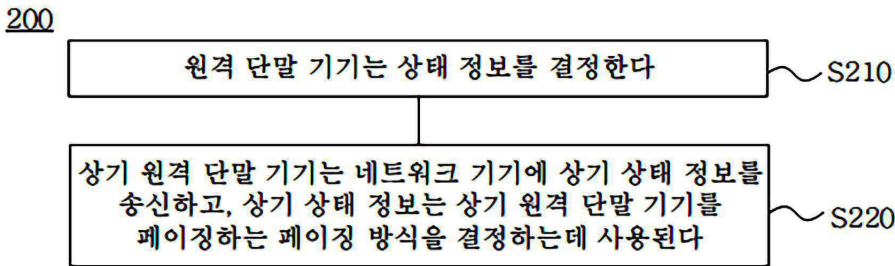 200
원격 단말 기기는 상태 정보를 결정한다
S210
상기 원격 단말 기기는 네트워크 기기에 상기 상태 정보를
송신하고, 상기 상태 정보는 상기 원격 단말 기기를
페이징하는 페이징 방식을 결정하는데 사용된다
S220